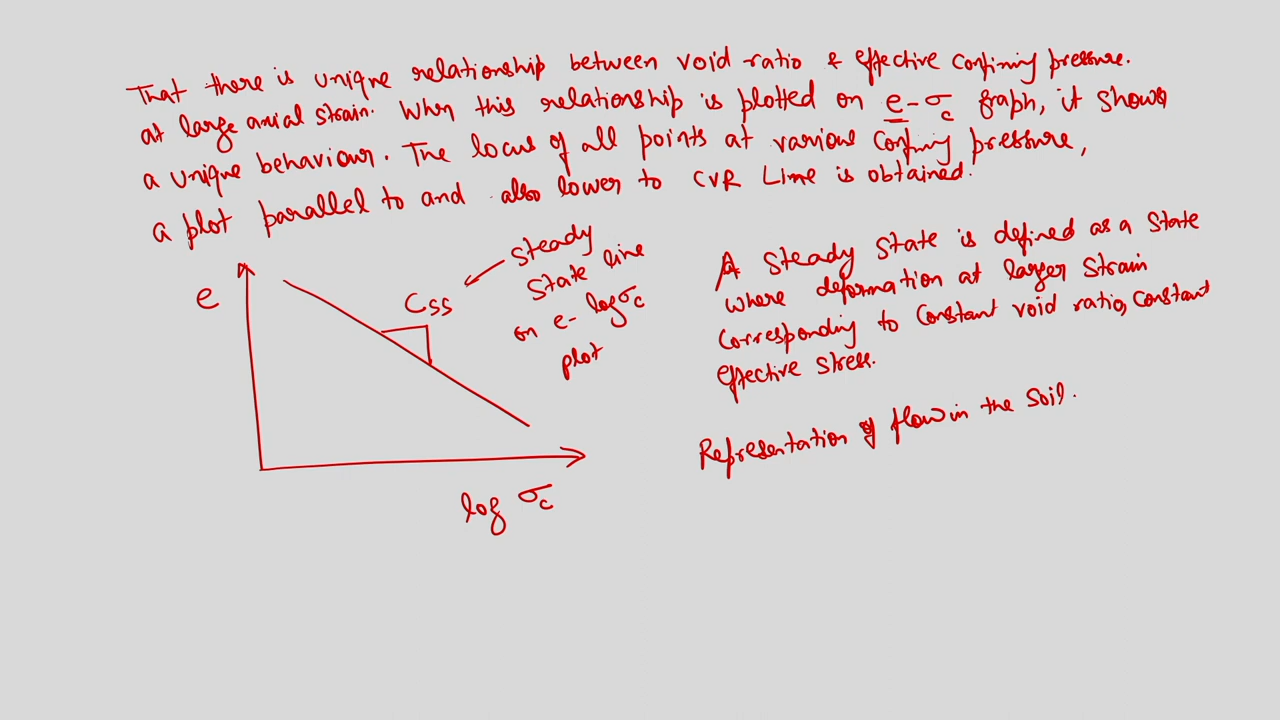 That there is unique relationship between void ratio & effective confining pressure.
at large axial strain. When this relationship is plotted on e-σ̄c graph, it shows
a unique behaviour. The locus of all points at various confining pressure,
a plot parallel to and also lower to CVR Line is obtained.
e
Css
steady
state line
on e- logσ̄c
plot
log σ̄c
A Steady State is defined as a state
where deformation at larger strain
corresponding to constant void ratio, constant
effective stress.
Representation of flow in the soil.